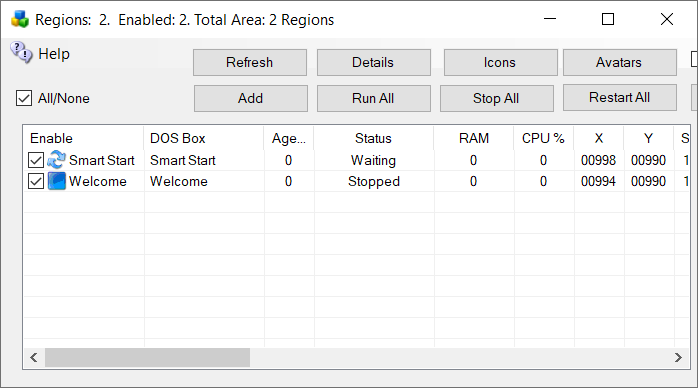 Regions:  2.  Enabled: 2. Total Area: 2 Regions
Help
Refresh Details Icons Avatars
All/None Add Run All Stop All Restart All
Enable DOS Box Age... Status RAM CPU % X Y S
Smart Start Smart Start 0 Waiting 0 0 00998 00990 1
Welcome Welcome 0 Stopped 0 0 00994 00990 1